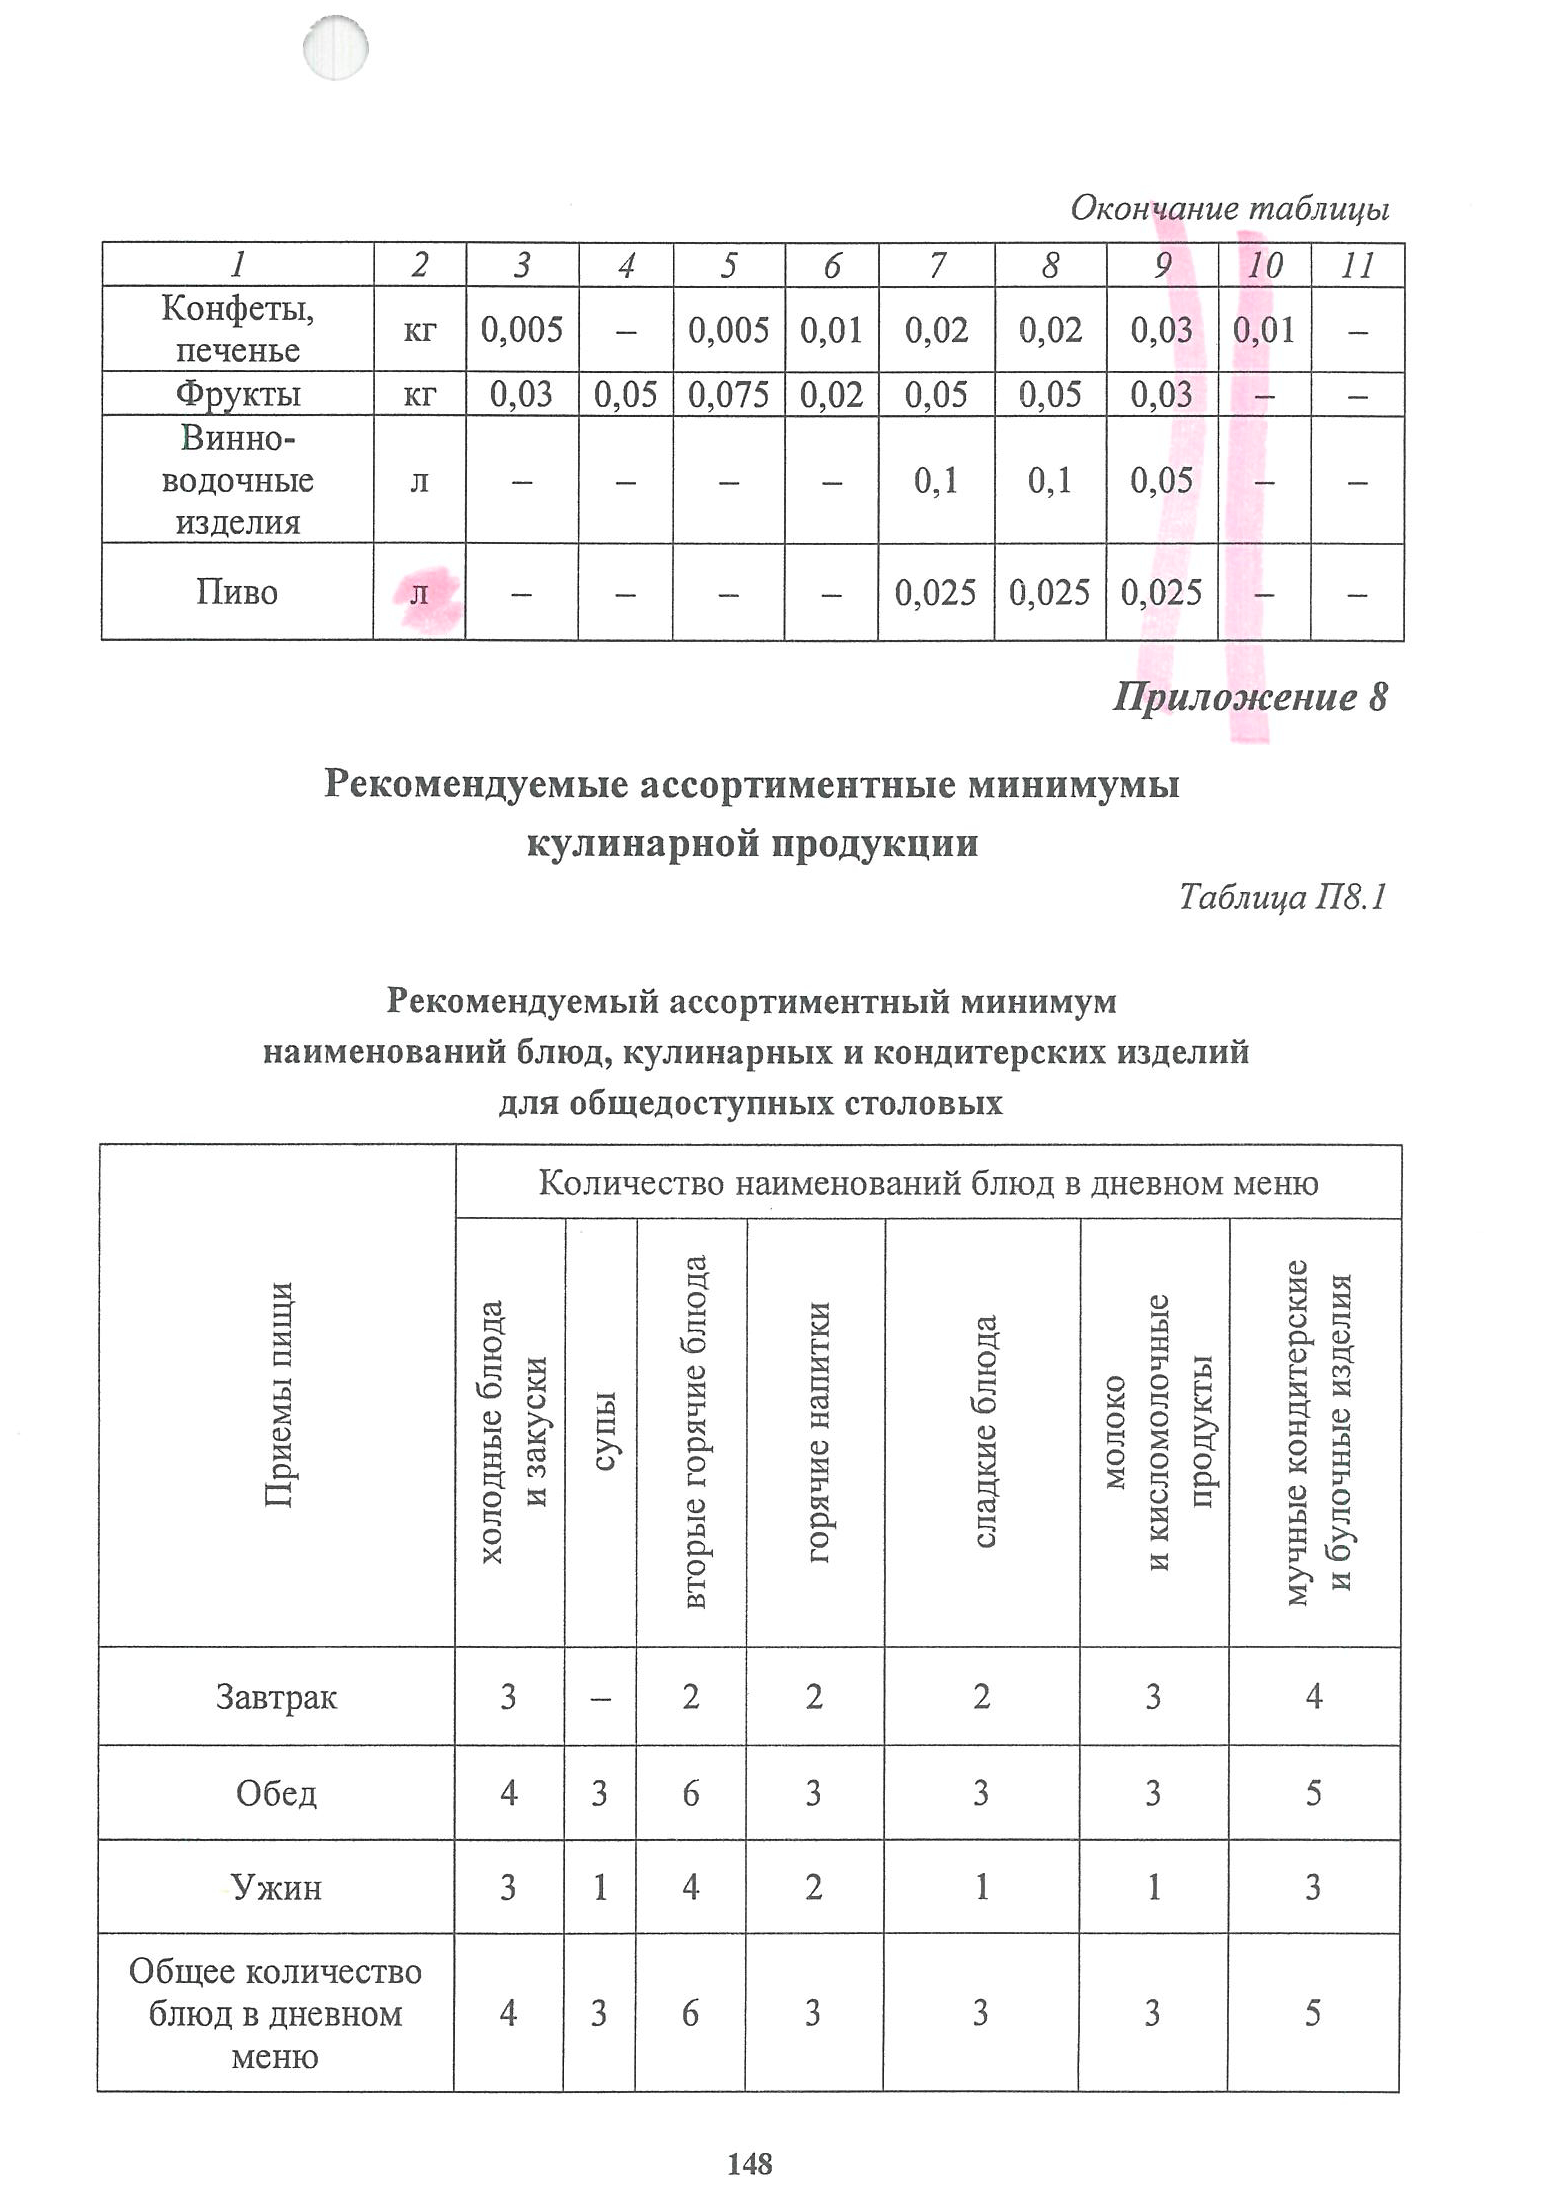 Окончание таблицы
1 2 3 4 5 6 7 8 9 10 11
Конфеты,
печенье кг 0,005 – 0,005 0,01 0,02 0,02 0,03 0,01 –
Фрукты кг 0,03 0,05 0,075 0,02 0,05 0,05 0,03 – –
Винно-
водочные л – – – – 0,1 0,1 0,05 – –
изделия
Пиво л – – – – 0,025 0,025 0,025 – –
Приложение 8
Рекомендуемые ассортиментные минимумы
кулинарной продукции
Таблица П8.1
Рекомендуемый ассортиментный минимум
наименований блюд, кулинарных и кондитерских изделий
для общедоступных столовых
Приемы пищи
Количество наименований блюд в дневном меню
холодные блюда
и закуски
супы
вторые горячие блюда
горячие напитки
сладкие блюда
молоко
и кисломолочные
продукты
мучные кондитерские
и булочные изделия
Завтрак 3 – 2 2 2 3 4
Обед 4 3 6 3 3 3 5
Ужин 3 1 4 2 1 1 3
Общее количество
блюд в дневном 4 3 6 3 3 3 5
меню
148